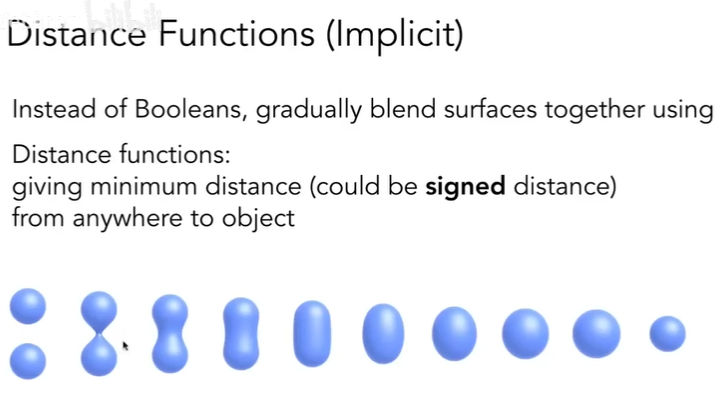 Distance Functions (Implicit)
Instead of Booleans, gradually blend surfaces together using
Distance functions:
giving minimum distance (could be signed distance)
from anywhere to object